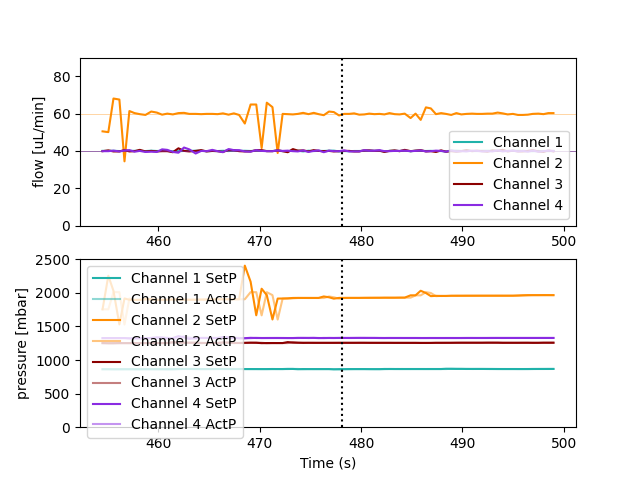 80
60
40
20
0
flow [uL/min]
Channel 1
Channel 2
Channel 3
Channel 4
460 470 480 490 500
2500
2000
1500
1000
500
0
pressure [mbar]
Channel 1 SetP
Channel 1 ActP
Channel 2 SetP
Channel 2 ActP
Channel 3 SetP
Channel 3 ActP
Channel 4 SetP
Channel 4 ActP
460 470 480 490 500
Time (s)